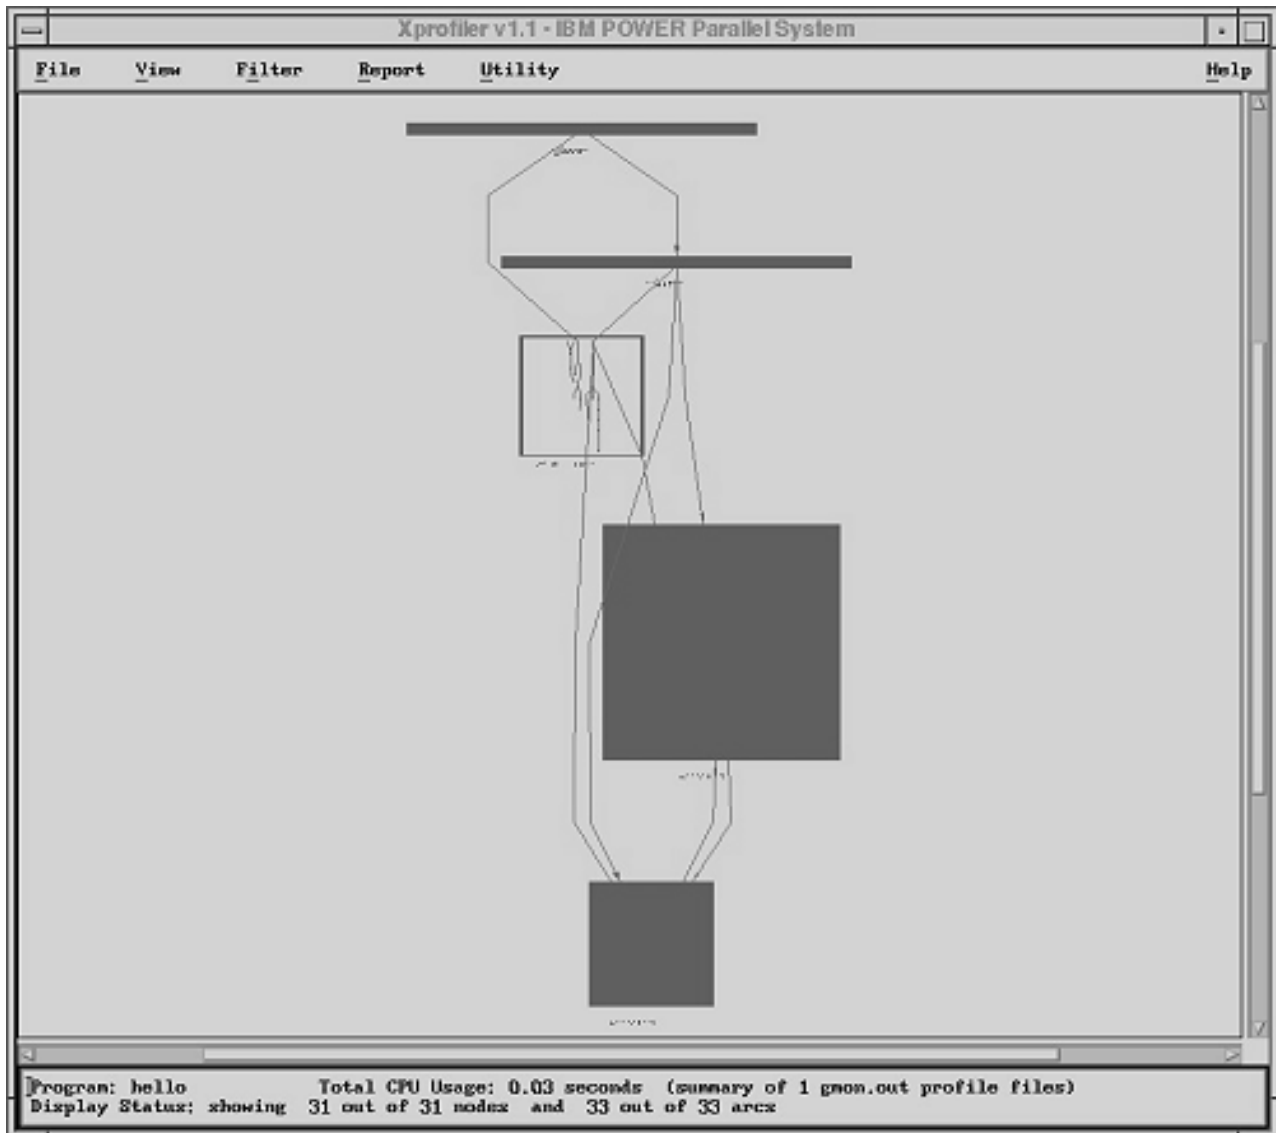 Xprofiler v1.1 - IBM POWER Parallel System
File View Filter Report Utility Help
Program: hello Total CPU Usage: 0.03 seconds (summary of 1 gmon.out profile files)
Display Status: showing 31 out of 31 nodes and 33 out of 33 arcs